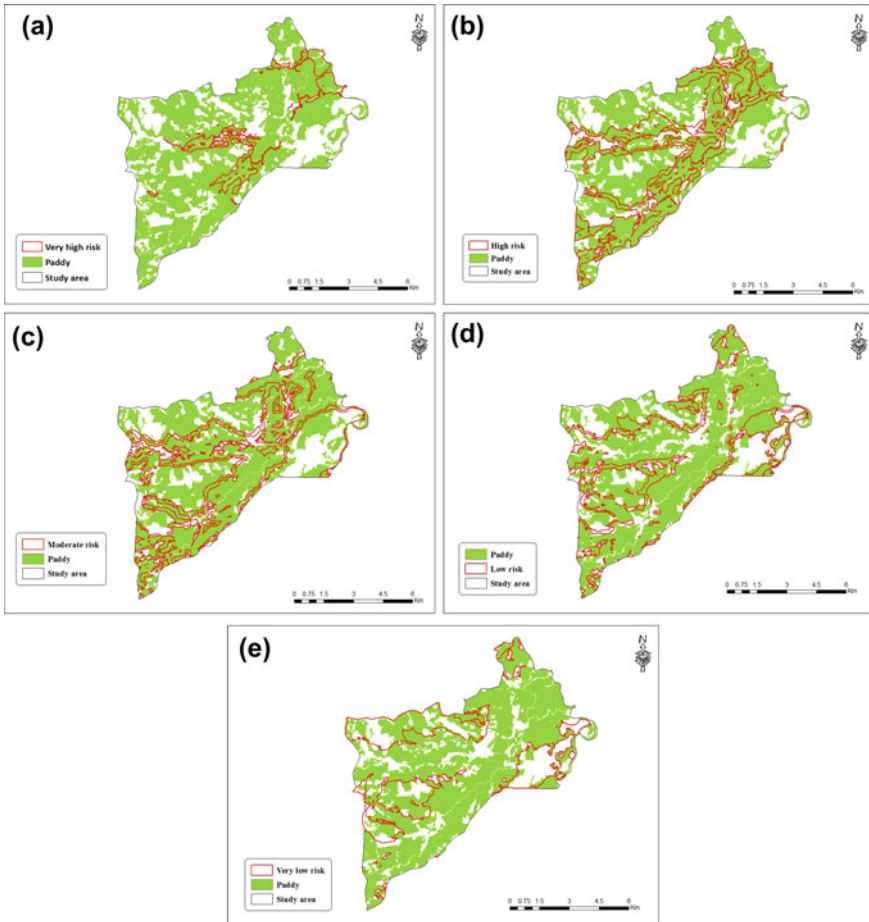 (a)
N
Very high risk
Paddy
Study area
0 0.75 1.5 3 4.5 6
Km
(b)
N
High risk
Paddy
Study area
0 0.75 1.5 3 4.5 6
Km
(c)
N
Moderate risk
Paddy
Study area
0 0.75 1.5 3 4.5 6
Km
(d)
N
Paddy
Low risk
Study area
0 0.75 1.5 3 4.5 6
Km
(e)
N
Very low risk
Paddy
Study area
0 0.75 1.5 3 4.5 6
Km